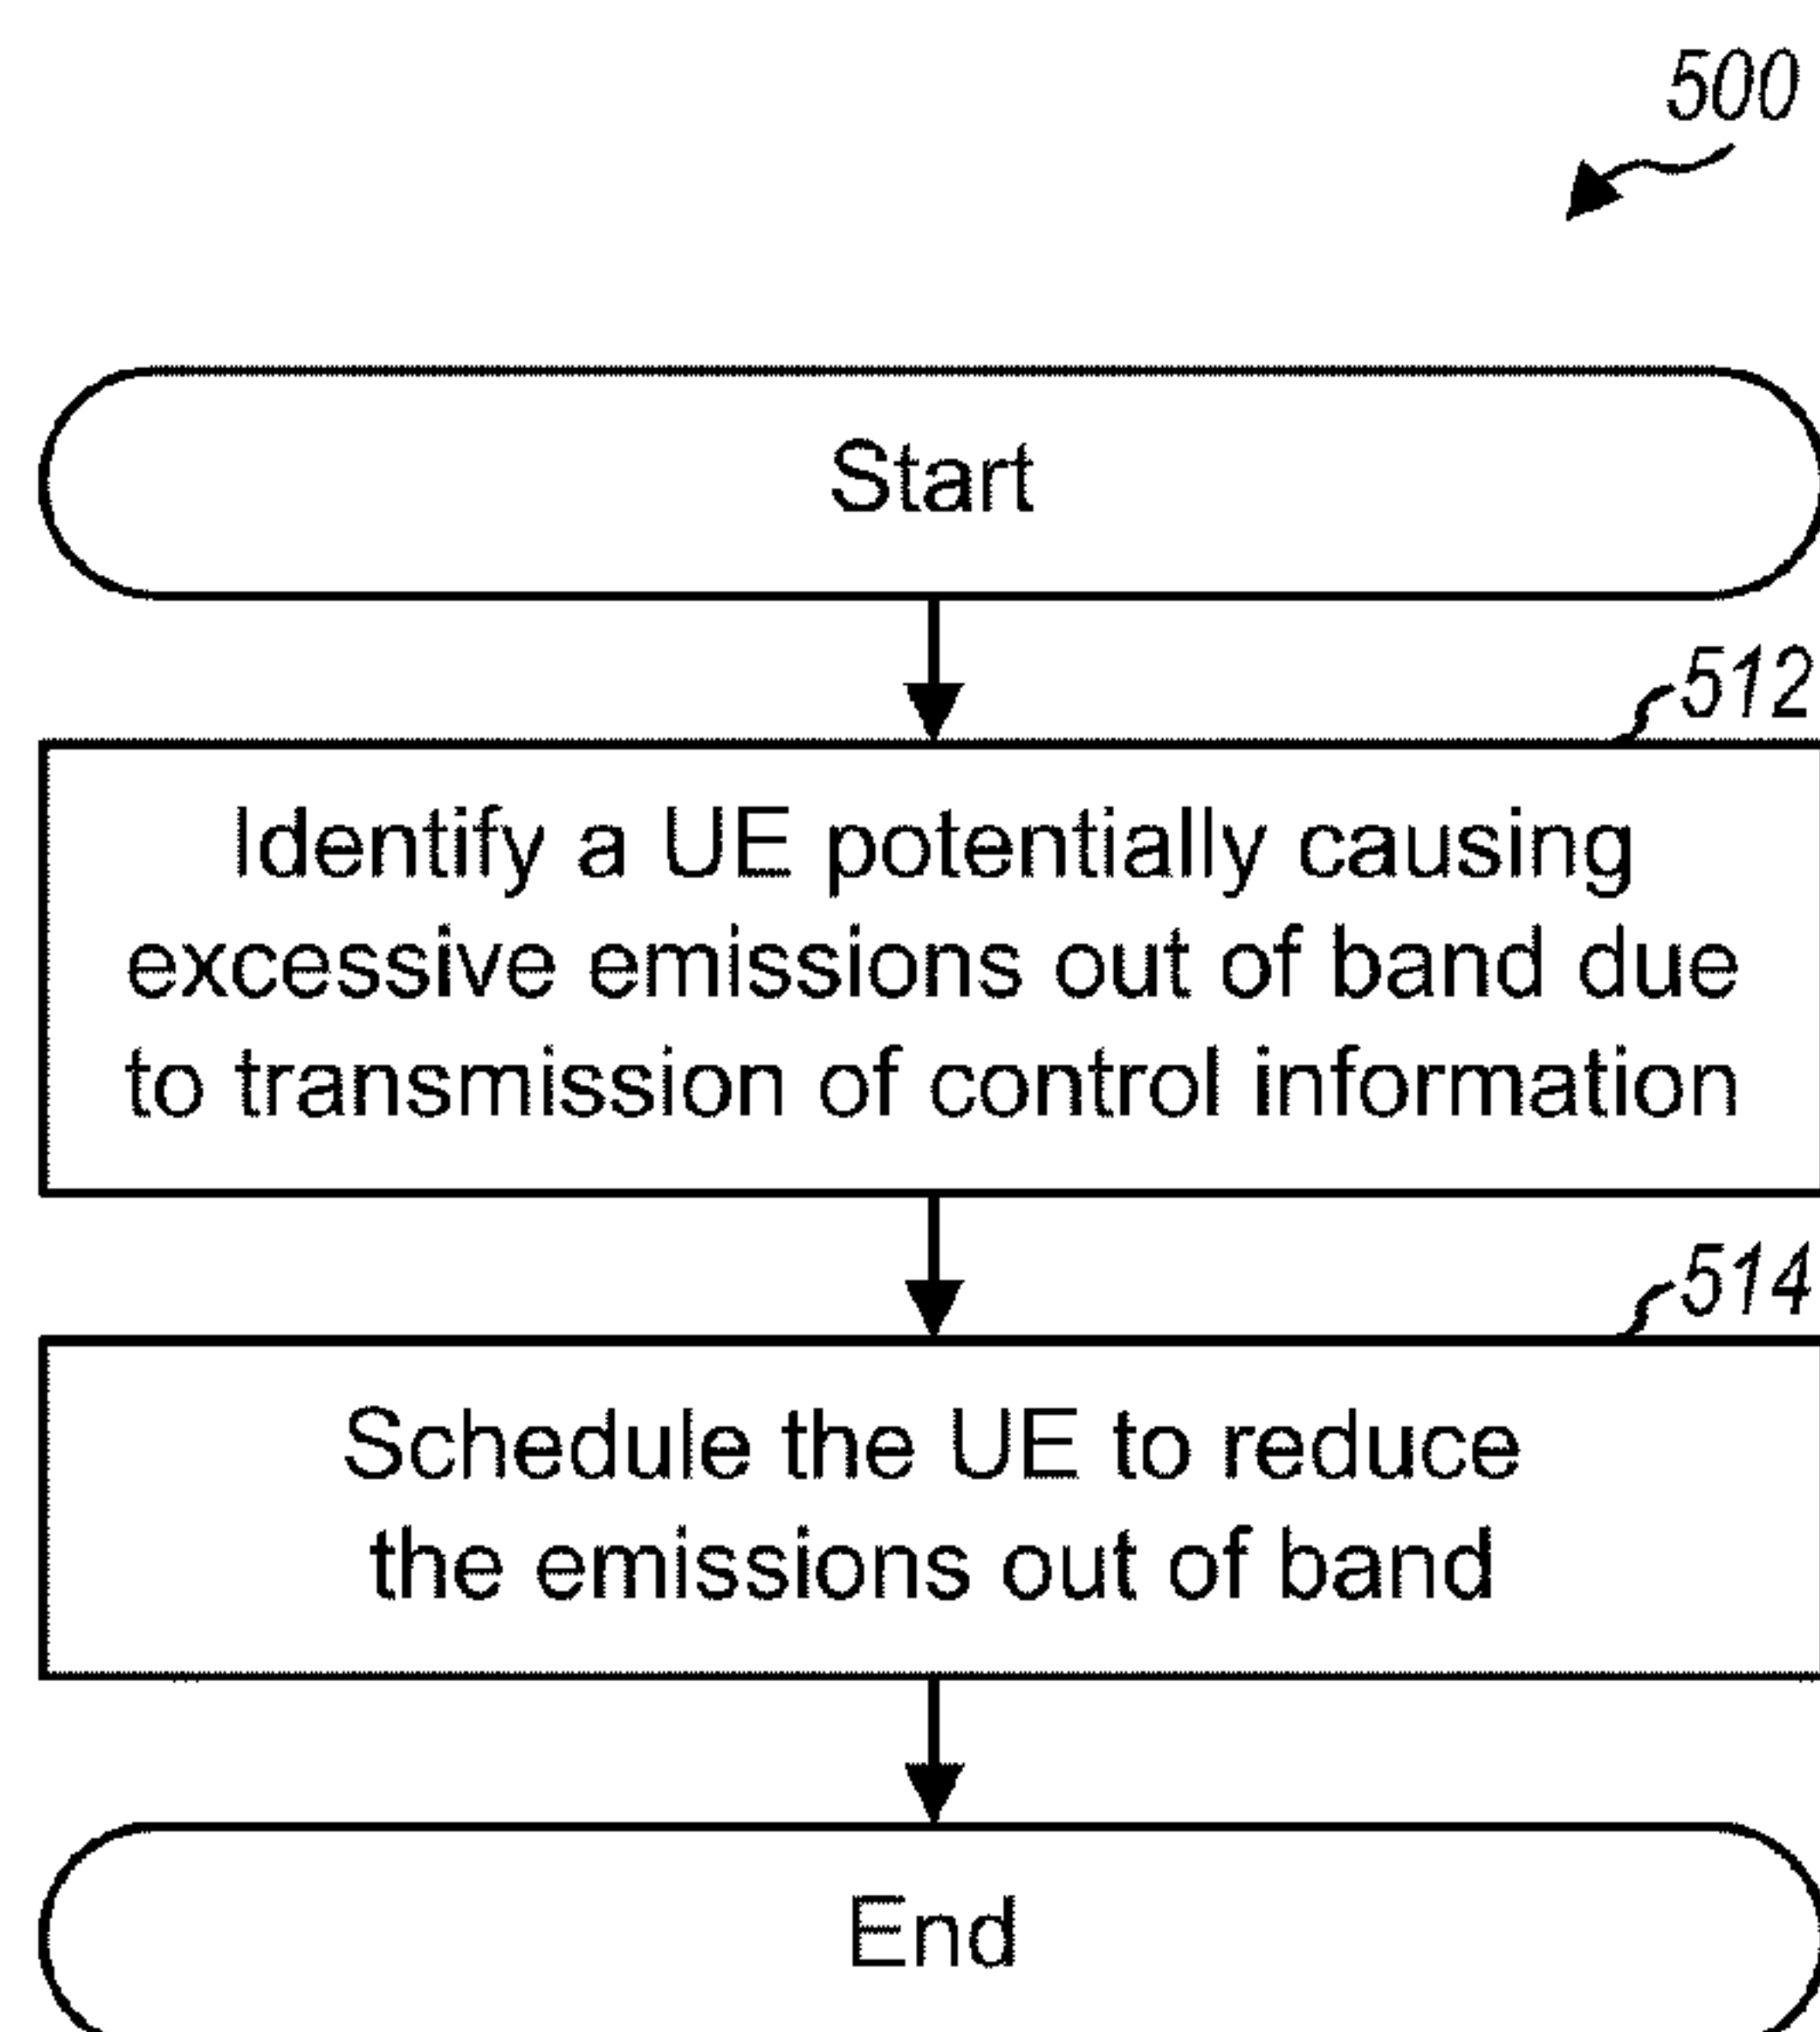 500
Start
512
Identify a UE potentially causing
excessive emissions out of band due
to transmission of control information
514
Schedule the UE to reduce
the emissions out of band
End